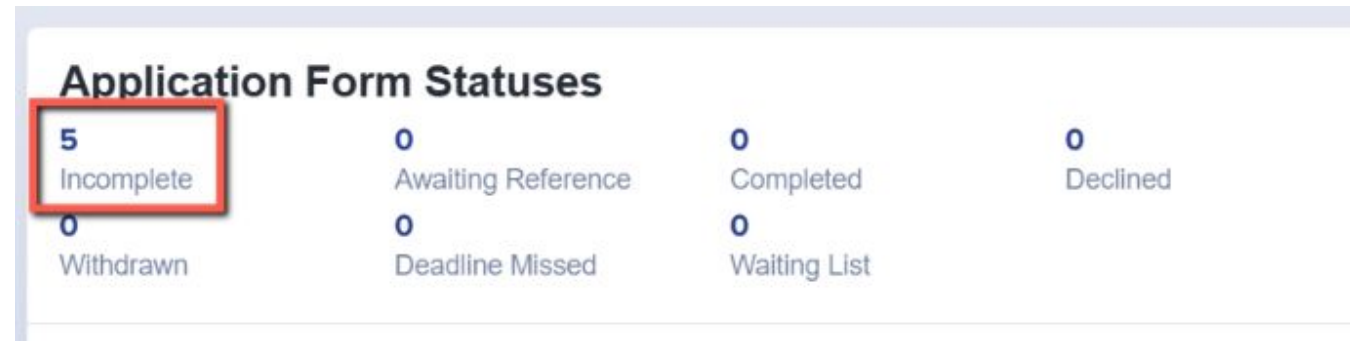 Application Form Statuses
5 0 0 0
Incomplete Awaiting Reference Completed Declined
0 0 0
Withdrawn Deadline Missed Waiting List